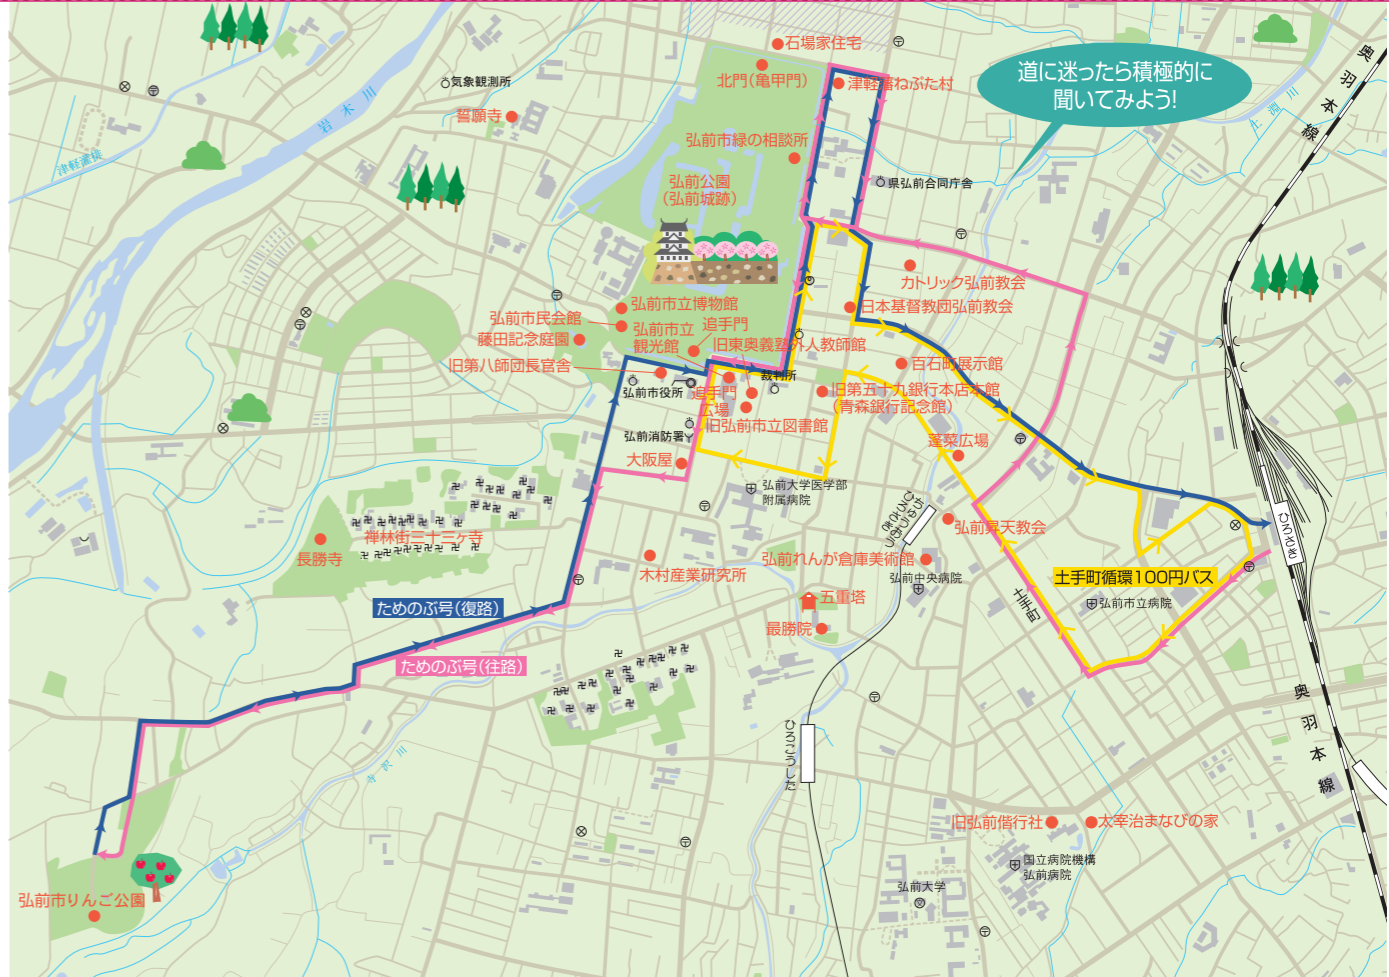 石場家住宅
北門(亀甲門)
津軽藩ねぷた村
道に迷ったら積極的に
聞いてみよう!
奥羽本線
土淵川
気象観測所
岩木川
誓願寺
弘前市緑の相談所
津軽灌排
弘前公園
(弘前城跡)
県弘前合同庁舎
カトリック弘前教会
弘前市立博物館
日本基督教団弘前教会
弘前市民会館
弘前市立
観光館
追手門
藤田記念庭園
旧東奥義塾外人教師館
旧第八師団長官舎
百石町展示館
裁判所
弘前市役所
追手門
広場
旧第五十九銀行本店本館
(青森銀行記念館)
旧弘前市立図書館
弘前消防署
蓬莱広場
大阪屋
弘前大学医学部
附属病院
ちゅうおう
ひろさき
弘前昇天教会
ひろさき
禅林街三十三ヶ寺
長勝寺
弘前れんが倉庫美術館
木村産業研究所
弘前中央病院
土手町循環100円バス
五重塔
土手町
弘前市立病院
ためのぶ号(復路)
最勝院
ためのぶ号(往路)
奥羽本線
ひろこうした
寺沢川
旧弘前偕行社
太宰治まなびの家
国立病院機構
弘前病院
弘前大学
弘前市りんご公園